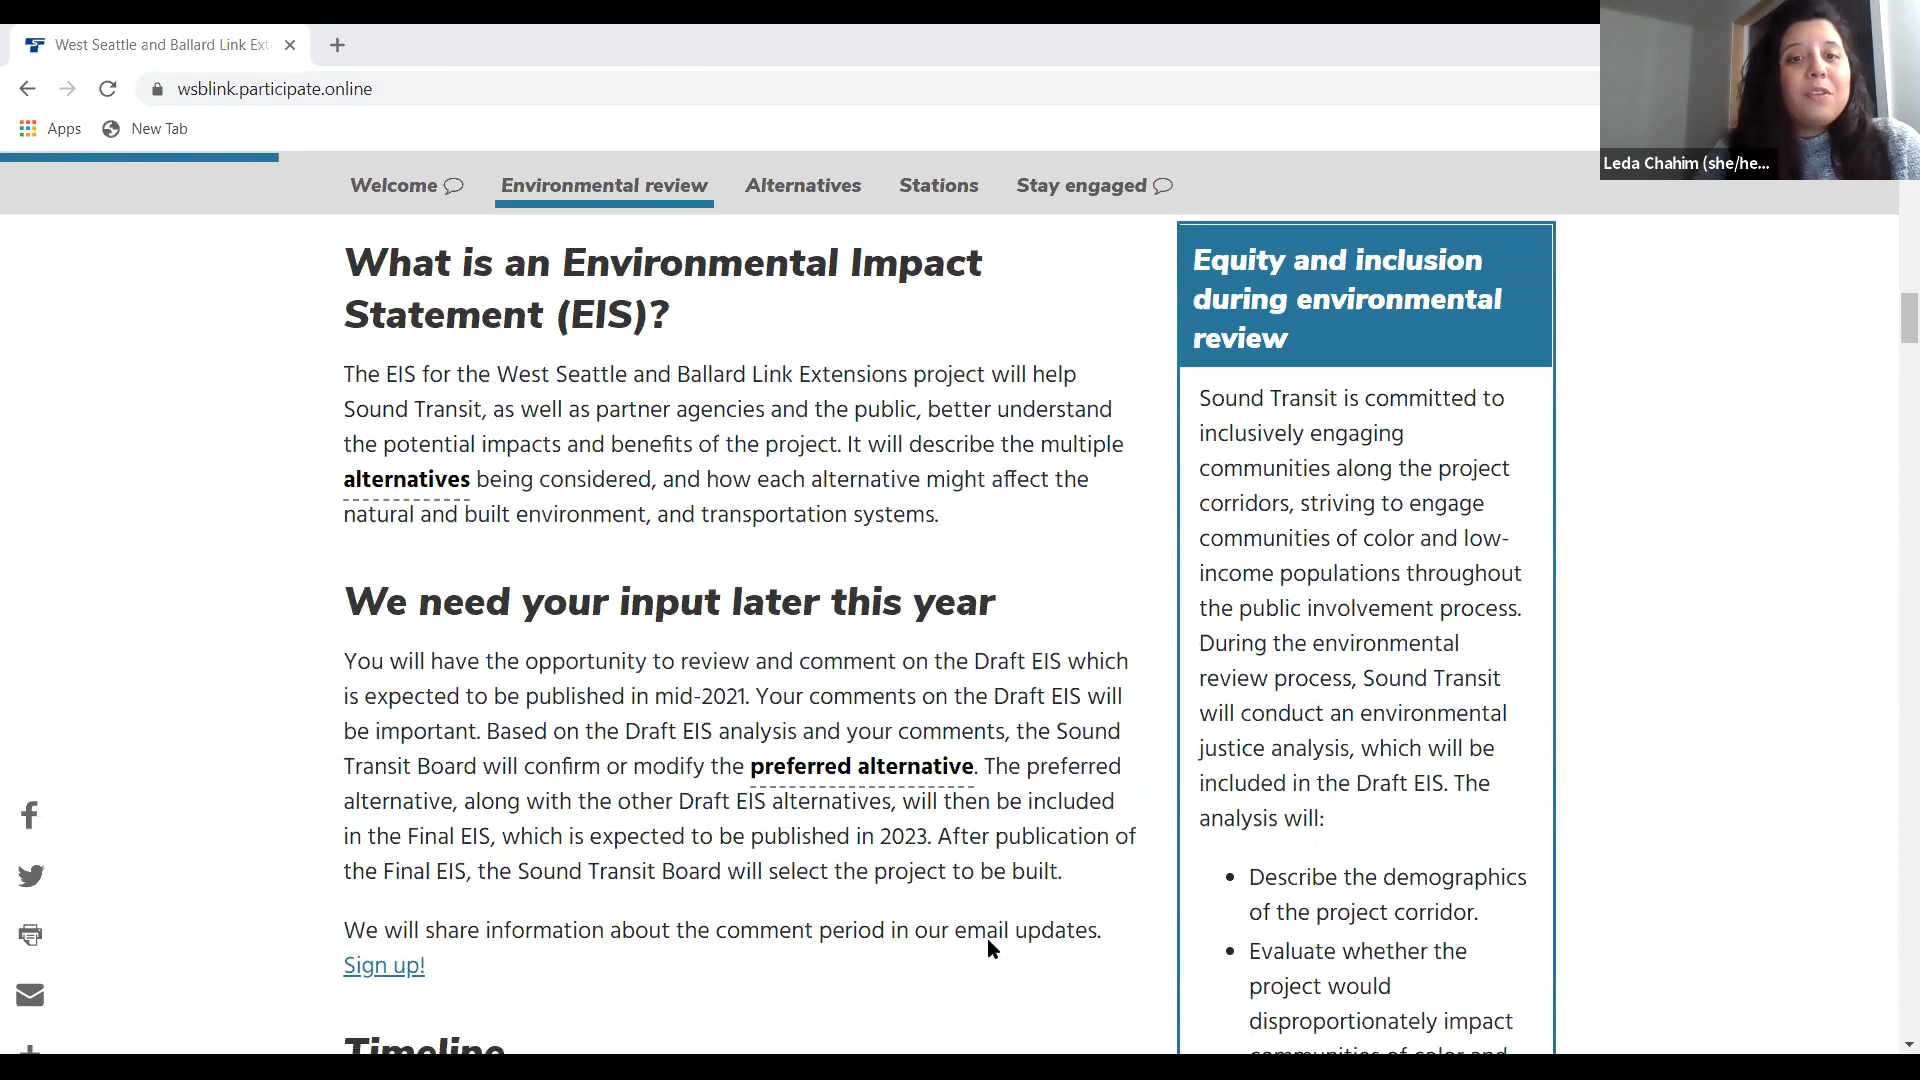 West Seattle and Ballard Link Ext
wsblink.participate.online
Apps
New Tab
Leda Chahim (she/he...
Welcome
Environmental review
Alternatives
Stations
Stay engaged
What is an Environmental Impact
Statement (EIS)?
The EIS for the West Seattle and Ballard Link Extensions project will help
Sound Transit, as well as partner agencies and the public, better understand
the potential impacts and benefits of the project. It will describe the multiple
alternatives being considered, and how each alternative might affect the
natural and built environment, and transportation systems.
We need your input later this year
You will have the opportunity to review and comment on the Draft EIS which
is expected to be published in mid-2021. Your comments on the Draft EIS will
be important. Based on the Draft EIS analysis and your comments, the Sound
Transit Board will confirm or modify the preferred alternative. The preferred
alternative, along with the other Draft EIS alternatives, will then be included
in the Final EIS, which is expected to be published in 2023. After publication of
the Final EIS, the Sound Transit Board will select the project to be built.
We will share information about the comment period in our email updates.
Sign up!
Timeline
Equity and inclusion
during environmental
review
Sound Transit is committed to
inclusively engaging
communities along the project
corridors, striving to engage
communities of color and low-
income populations throughout
the public involvement process.
During the environmental
review process, Sound Transit
will conduct an environmental
justice analysis, which will be
included in the Draft EIS. The
analysis will:
• Describe the demographics
of the project corridor.
• Evaluate whether the
project would
disproportionately impact
communities of color and